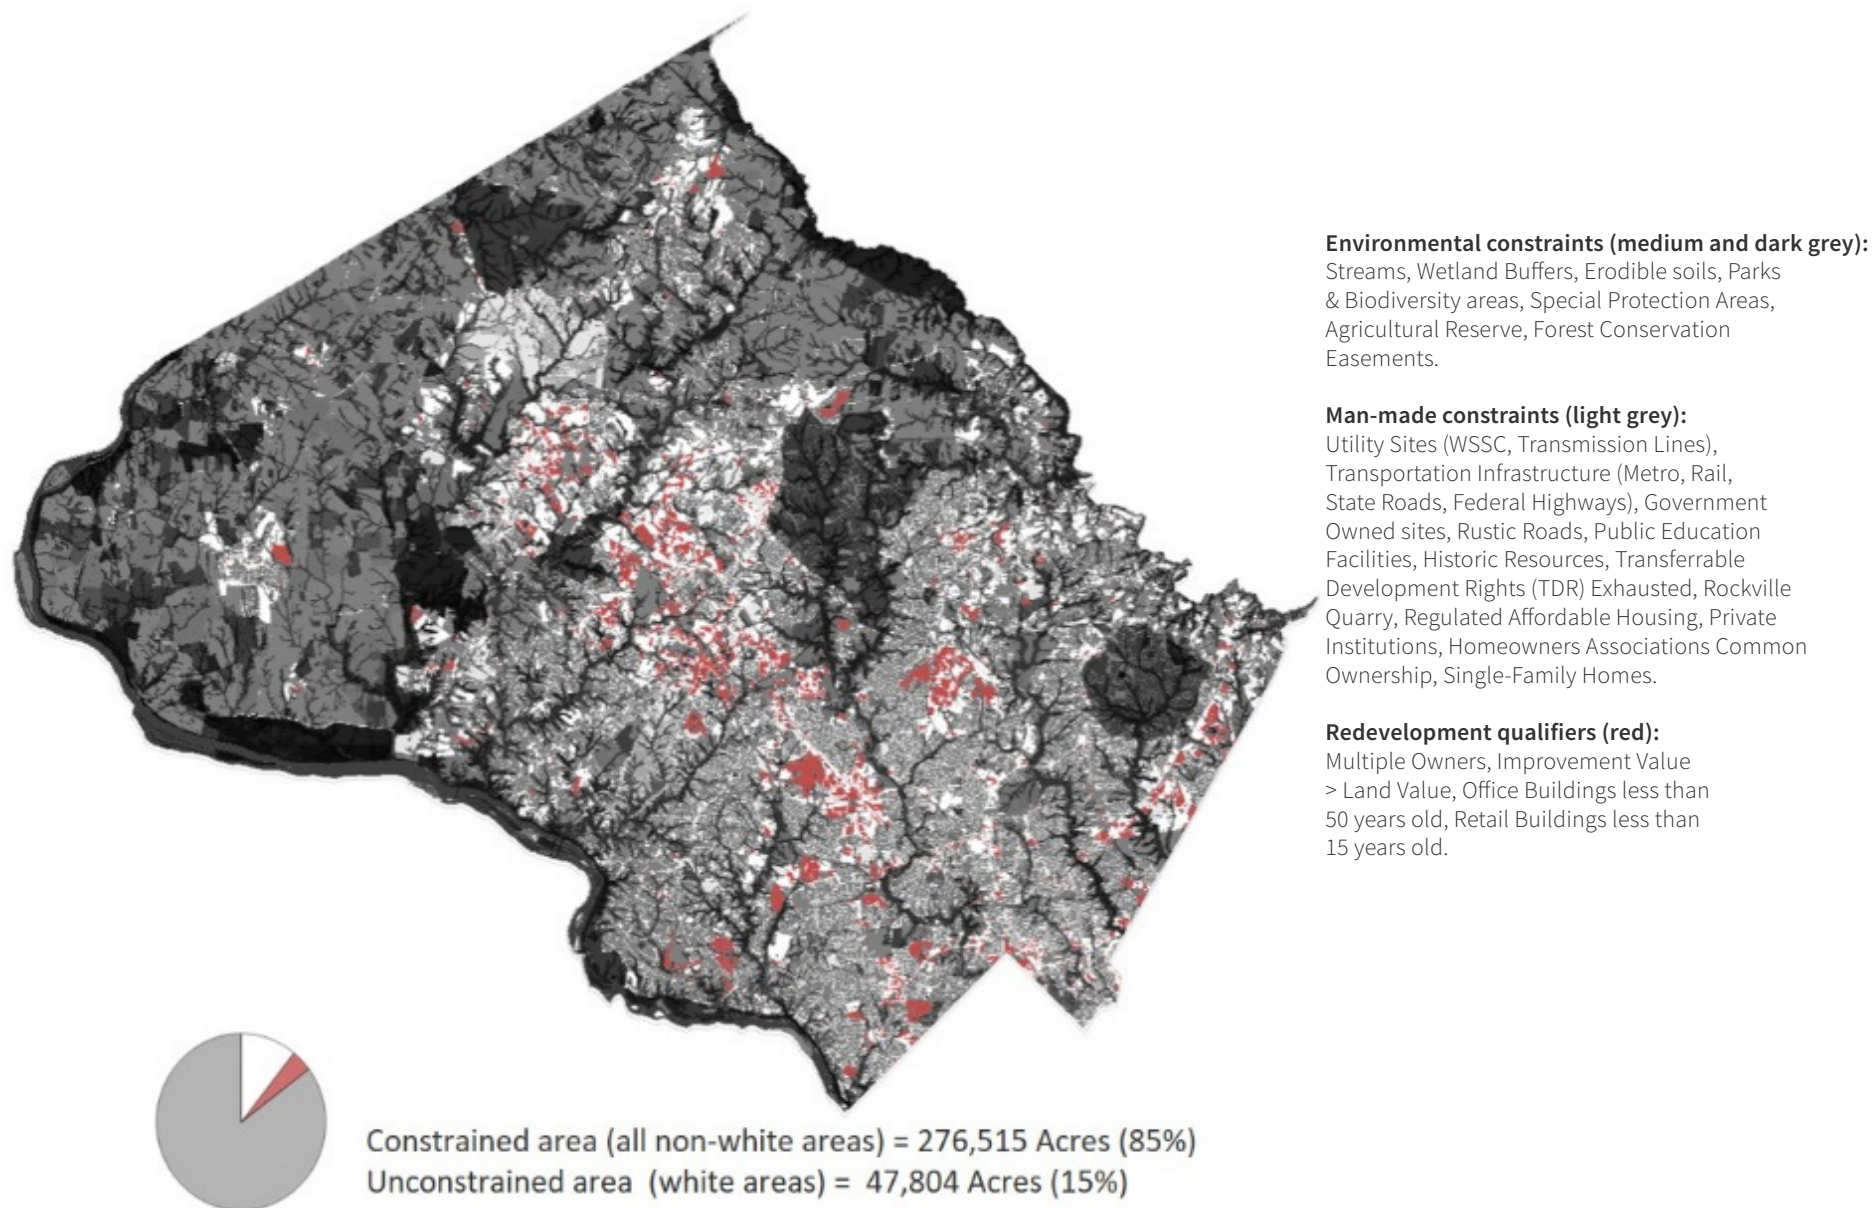 Environmental constraints (medium and dark grey):
Streams, Wetland Buffers, Erodible soils, Parks
& Biodiversity areas, Special Protection Areas,
Agricultural Reserve, Forest Conservation
Easements.
Man-made constraints (light grey):
Utility Sites (WSSC, Transmission Lines),
Transportation Infrastructure (Metro, Rail,
State Roads, Federal Highways), Government
Owned sites, Rustic Roads, Public Education
Facilities, Historic Resources, Transferrable
Development Rights (TDR) Exhausted, Rockville
Quarry, Regulated Affordable Housing, Private
Institutions, Homeowners Associations Common
Ownership, Single-Family Homes.
Redevelopment qualifiers (red):
Multiple Owners, Improvement Value
> Land Value, Office Buildings less than
50 years old, Retail Buildings less than
15 years old.
Constrained area (all non-white areas) = 276,515 Acres (85%)
Unconstrained area (white areas) = 47,804 Acres (15%)